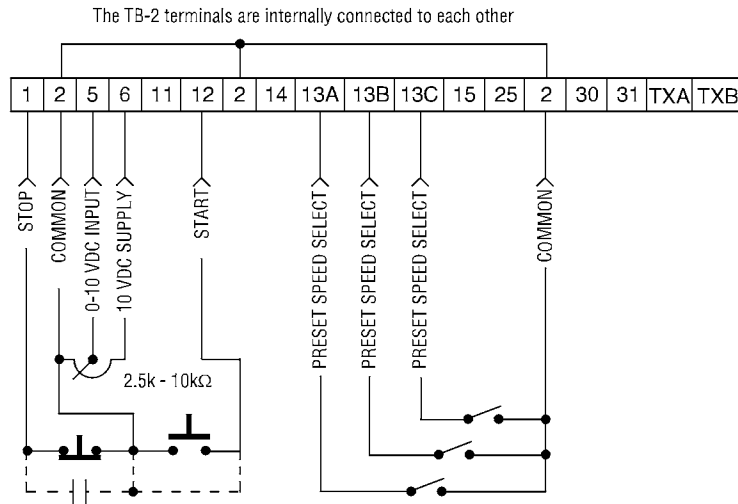 The TB-2 terminals are internally connected to each other
1 2 5 6 11 12 2 14 13A 13B 13C 15 25 2 30 31 TXA TXB
STOP
COMMON
0-10 VDC INPUT
10 VDC SUPPLY
START
PRESET SPEED SELECT
PRESET SPEED SELECT
PRESET SPEED SELECT
COMMON
2.5k - 10kΩ